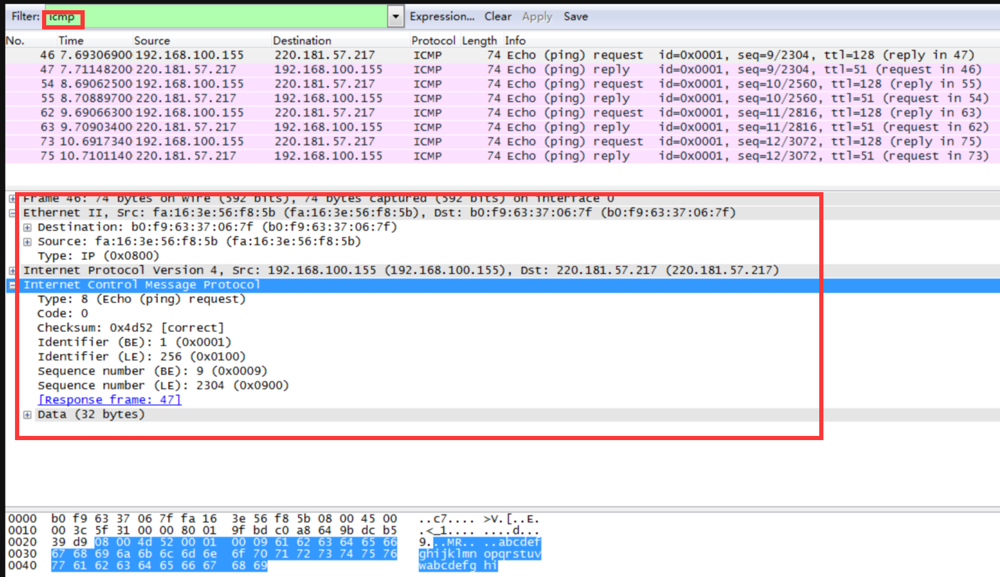 Filter: icmp Expression... Clear Apply Save
No. Time Source Destination Protocol Length Info
46 7.69306900 192.168.100.155 220.181.57.217 ICMP 74 Echo (ping) request id=0x0001, seq=9/2304, ttl=128 (reply in 47)
47 7.71148200 220.181.57.217 192.168.100.155 ICMP 74 Echo (ping) reply id=0x0001, seq=9/2304, ttl=51 (request in 46)
54 8.69062500 192.168.100.155 220.181.57.217 ICMP 74 Echo (ping) request id=0x0001, seq=10/2560, ttl=128 (reply in 55)
55 8.70889700 220.181.57.217 192.168.100.155 ICMP 74 Echo (ping) reply id=0x0001, seq=10/2560, ttl=51 (request in 54)
62 9.69066300 192.168.100.155 220.181.57.217 ICMP 74 Echo (ping) request id=0x0001, seq=11/2816, ttl=128 (reply in 63)
63 9.70903400 220.181.57.217 192.168.100.155 ICMP 74 Echo (ping) reply id=0x0001, seq=11/2816, ttl=51 (request in 62)
73 10.6917340 192.168.100.155 220.181.57.217 ICMP 74 Echo (ping) request id=0x0001, seq=12/3072, ttl=128 (reply in 75)
75 10.7101140 220.181.57.217 192.168.100.155 ICMP 74 Echo (ping) reply id=0x0001, seq=12/3072, ttl=51 (request in 73)
Frame 46: 74 bytes on wire (592 bits), 74 bytes captured (592 bits) on interface 0
Ethernet II, Src: fa:16:3e:56:f8:5b (fa:16:3e:56:f8:5b), Dst: b0:f9:63:37:06:7f (b0:f9:63:37:06:7f)
Destination: b0:f9:63:37:06:7f (b0:f9:63:37:06:7f)
Source: fa:16:3e:56:f8:5b (fa:16:3e:56:f8:5b)
Type: IP (0x0800)
Internet Protocol Version 4, Src: 192.168.100.155 (192.168.100.155), Dst: 220.181.57.217 (220.181.57.217)
Internet Control Message Protocol
Type: 8 (Echo (ping) request)
Code: 0
Checksum: 0x4d52 [correct]
Identifier (BE): 1 (0x0001)
Identifier (LE): 256 (0x0100)
Sequence number (BE): 9 (0x0009)
Sequence number (LE): 2304 (0x0900)
[Response frame: 47]
Data (32 bytes)
0000 b0 f9 63 37 06 7f fa 16 3e 56 f8 5b 08 00 45 00 ..c7.... >V.[..E.
0010 00 3c 5f 31 00 00 80 01 9f bd c0 a8 64 9b dc b5 .<_1.... ....d...
0020 39 d9 08 00 4d 52 00 01 00 09 61 62 63 64 65 66 9...MR.. ..abcdef
0030 67 68 69 6a 6b 6c 6d 6e 6f 70 71 72 73 74 75 76 ghijklmn opqrstuv
0040 77 61 62 63 64 65 66 67 68 69 wabcdefg hi